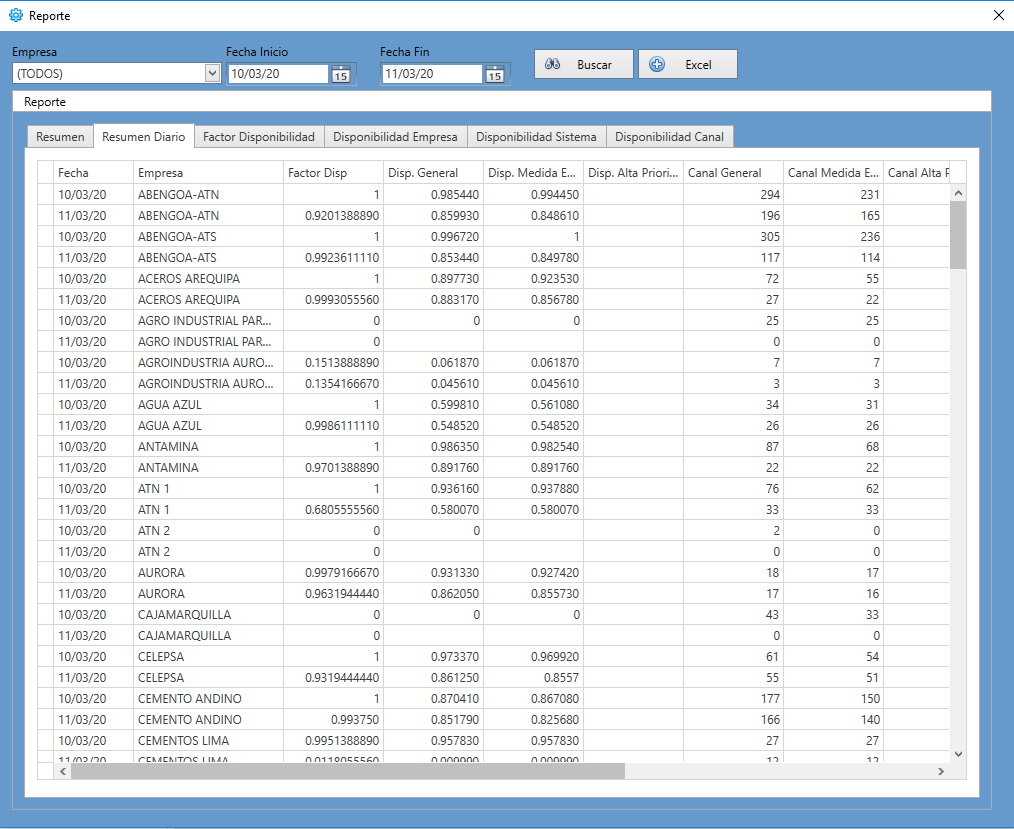 Reporte
Empresa Fecha Inicio Fecha Fin
(TODOS) 10/03/20 15 11/03/20 15 Buscar Excel
Reporte
Resumen Resumen Diario Factor Disponibilidad Disponibilidad Empresa Disponibilidad Sistema Disponibilidad Canal
Fecha Empresa Factor Disp Disp. General Disp. Medida E... Disp. Alta Priori... Canal General Canal Medida E... Canal Alta P
10/03/20 ABENGOA-ATN 1 0.985440 0.994450 294 231
11/03/20 ABENGOA-ATN 0.9201388890 0.859930 0.848610 196 165
10/03/20 ABENGOA-ATS 1 0.996720 1 305 236
11/03/20 ABENGOA-ATS 0.9923611110 0.853440 0.849780 117 114
10/03/20 ACEROS AREQUIPA 1 0.897730 0.923530 72 55
11/03/20 ACEROS AREQUIPA 0.9993055560 0.883170 0.856780 27 22
10/03/20 AGRO INDUSTRIAL PAR... 0 0 0 25 25
11/03/20 AGRO INDUSTRIAL PAR... 0 0 0
10/03/20 AGROINDUSTRIA AURO... 0.1513888890 0.061870 0.061870 7 7
11/03/20 AGROINDUSTRIA AURO... 0.1354166670 0.045610 0.045610 3 3
10/03/20 AGUA AZUL 1 0.599810 0.561080 34 31
11/03/20 AGUA AZUL 0.9986111110 0.548520 0.548520 26 26
10/03/20 ANTAMINA 1 0.986350 0.982540 87 68
11/03/20 ANTAMINA 0.9701388890 0.891760 0.891760 22 22
10/03/20 ATN 1 1 0.936160 0.937880 76 62
11/03/20 ATN 1 0.6805555560 0.580070 0.580070 33 33
10/03/20 ATN 2 0 0 2 0
11/03/20 ATN 2 0 0 0
10/03/20 AURORA 0.9979166670 0.931330 0.927420 18 17
11/03/20 AURORA 0.9631944440 0.862050 0.855730 17 16
10/03/20 CAJAMARQUILLA 0 0 0 43 33
11/03/20 CAJAMARQUILLA 0 0 0
10/03/20 CELEPSA 1 0.973370 0.969920 61 54
11/03/20 CELEPSA 0.9319444440 0.861250 0.8557 55 51
10/03/20 CEMENTO ANDINO 1 0.870410 0.867080 177 150
11/03/20 CEMENTO ANDINO 0.993750 0.851790 0.825680 166 140
10/03/20 CEMENTOS LIMA 0.9951388890 0.957830 0.957830 27 27
11/03/20 CEMENTOS LIMA 12 12